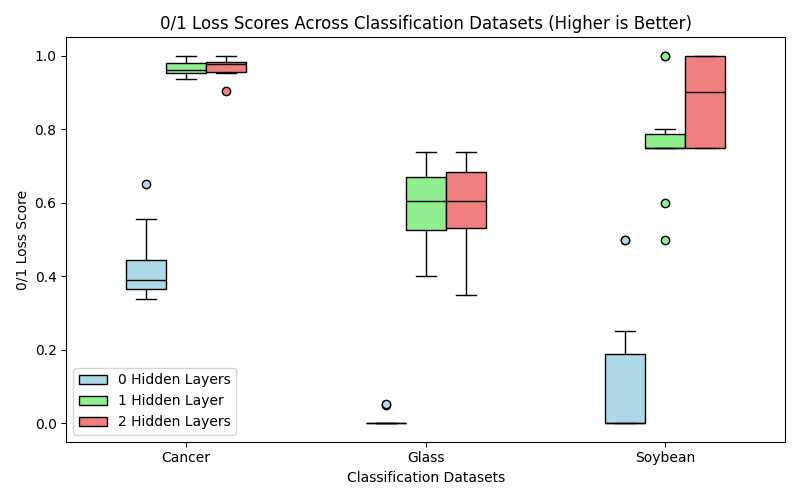 0/1 Loss Scores Across Classification Datasets (Higher is Better)
0/1 Loss Score
1.0
0.8
0.6
0.4
0.2
0.0
0 Hidden Layers
1 Hidden Layer
2 Hidden Layers
Cancer
Glass
Soybean
Classification Datasets